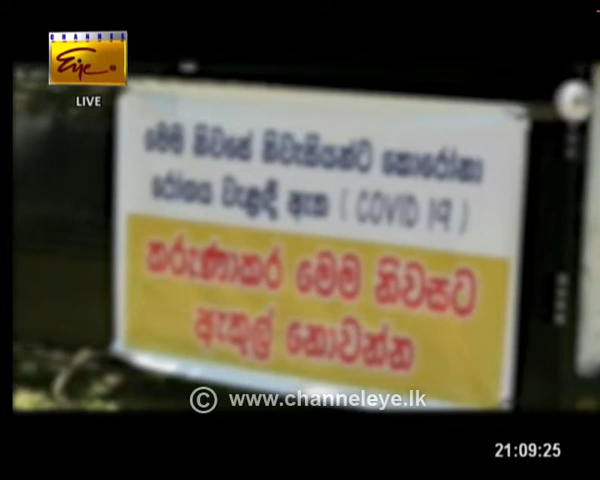 CHANNEL
Eye
LIVE
මෙම නිවසේ නිවැසියන්ට කොරෝනා
රෝගය වැළඳී ඇත ( COVID 19 )
කරුණාකර මෙම නිවසට
ඇතුල් නොවන්න
© www.channeleye.lk
21:09:25